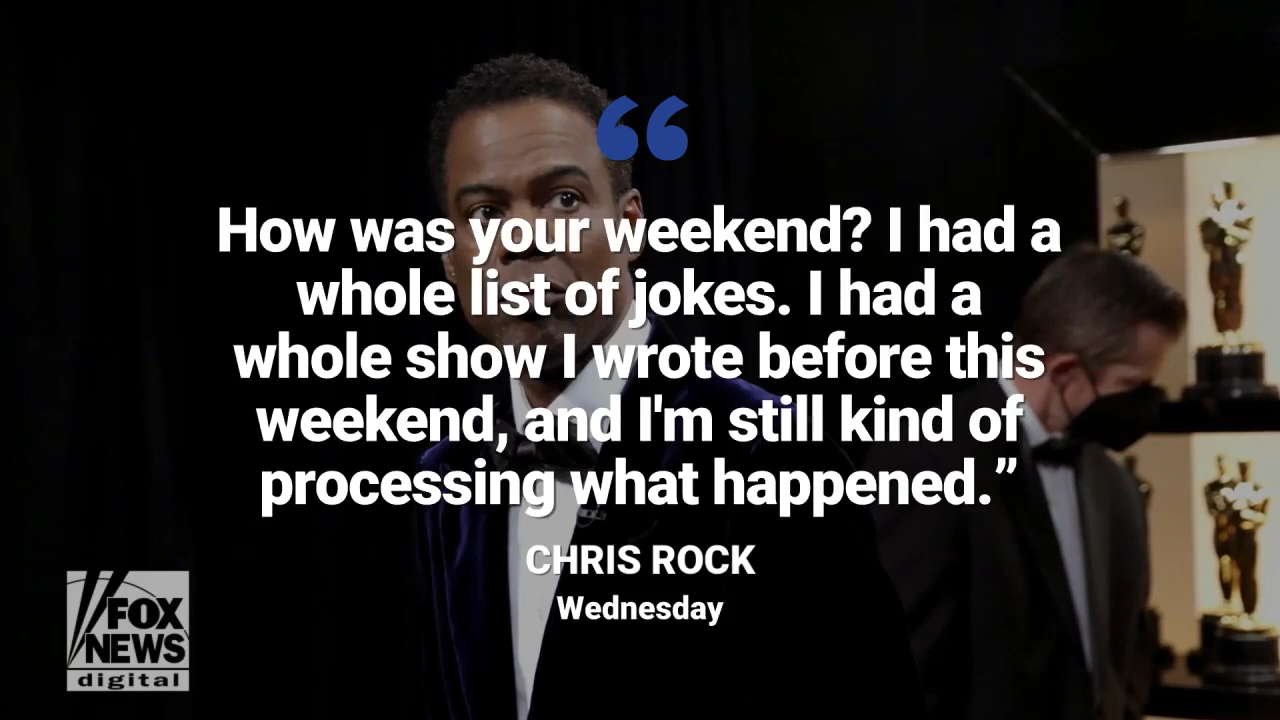 “
How was your weekend? I had a
whole list of jokes. I had a
whole show I wrote before this
weekend, and I'm still kind of
processing what happened.”
CHRIS ROCK
Wednesday
FOX
NEWS
digital